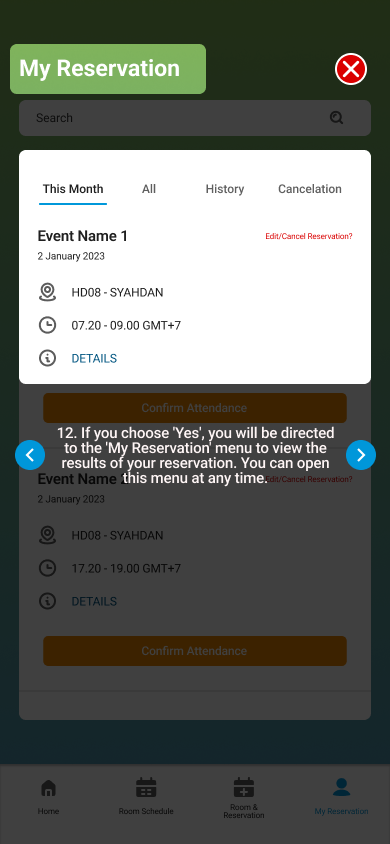 My Reservation
Search
This Month All History Cancelation
Event Name 1 Edit/Cancel Reservation?
2 January 2023
HD08 - SYAHDAN
07.20 - 09.00 GMT+7
DETAILS
Confirm Attendance
12. If you choose 'Yes', you will be directed
to the 'My Reservation' menu to view the
results of your reservation. You can open
this menu at any time.
Event Name 2 Edit/Cancel Reservation?
2 January 2023
HD08 - SYAHDAN
17.20 - 19.00 GMT+7
DETAILS
Confirm Attendance
Home Room Schedule Room &
Reservation My Reservation